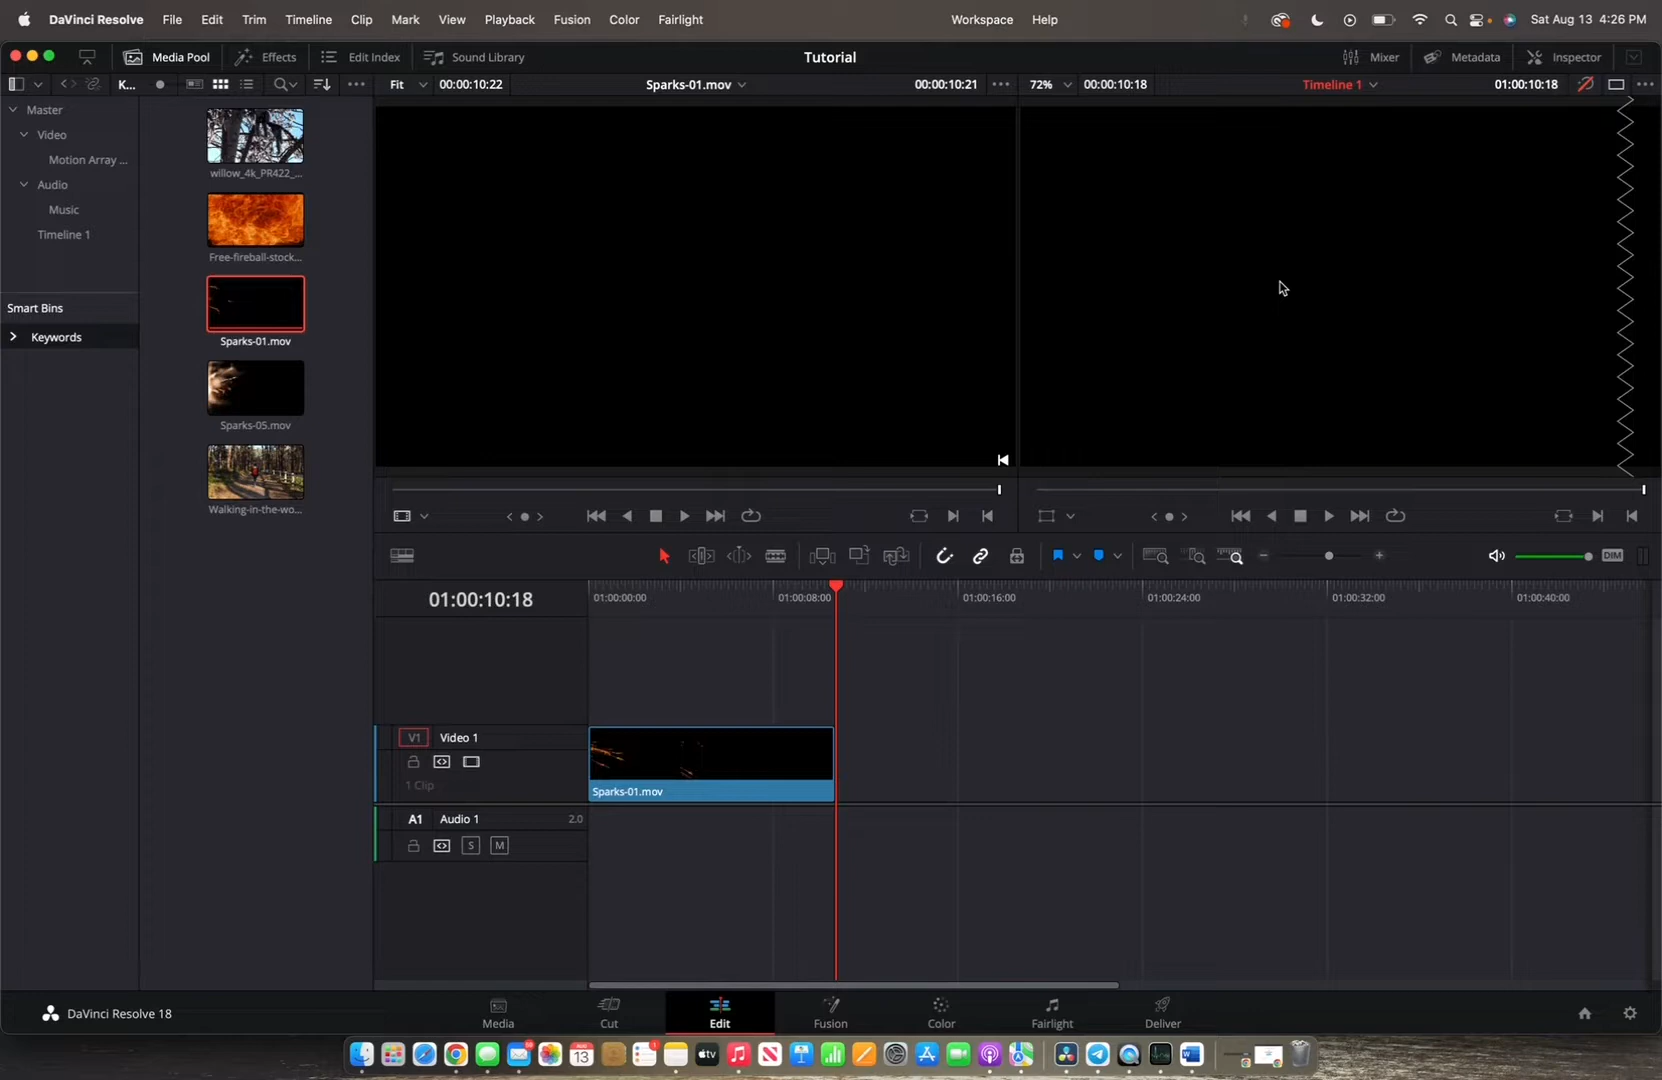 DaVinci Resolve File Edit Trim Timeline Clip Mark View Playback Fusion Color Fairlight Workspace Help Sat Aug 13 4:26 PM
Media Pool Effects Edit Index Sound Library Tutorial Mixer Metadata Inspector
K... Fit 00:00:10:22 Sparks-01.mov 00:00:10:21 72% 00:00:10:18 Timeline 1 01:00:10:18
Master
Video
Motion Array ...
Audio
Music
Timeline 1
Smart Bins
Keywords
willow_4k_PR422_...
Free-fireball-stock...
Sparks-01.mov
Sparks-05.mov
Walking-in-the-wo...
DIM
01:00:10:18
01:00:00:00 01:00:08:00 01:00:16:00 01:00:24:00 01:00:32:00 01:00:40:00
V1 Video 1
1 Clip
Sparks-01.mov
A1 Audio 1 2.0
S M
DaVinci Resolve 18
Media Cut Edit Fusion Color Fairlight Deliver